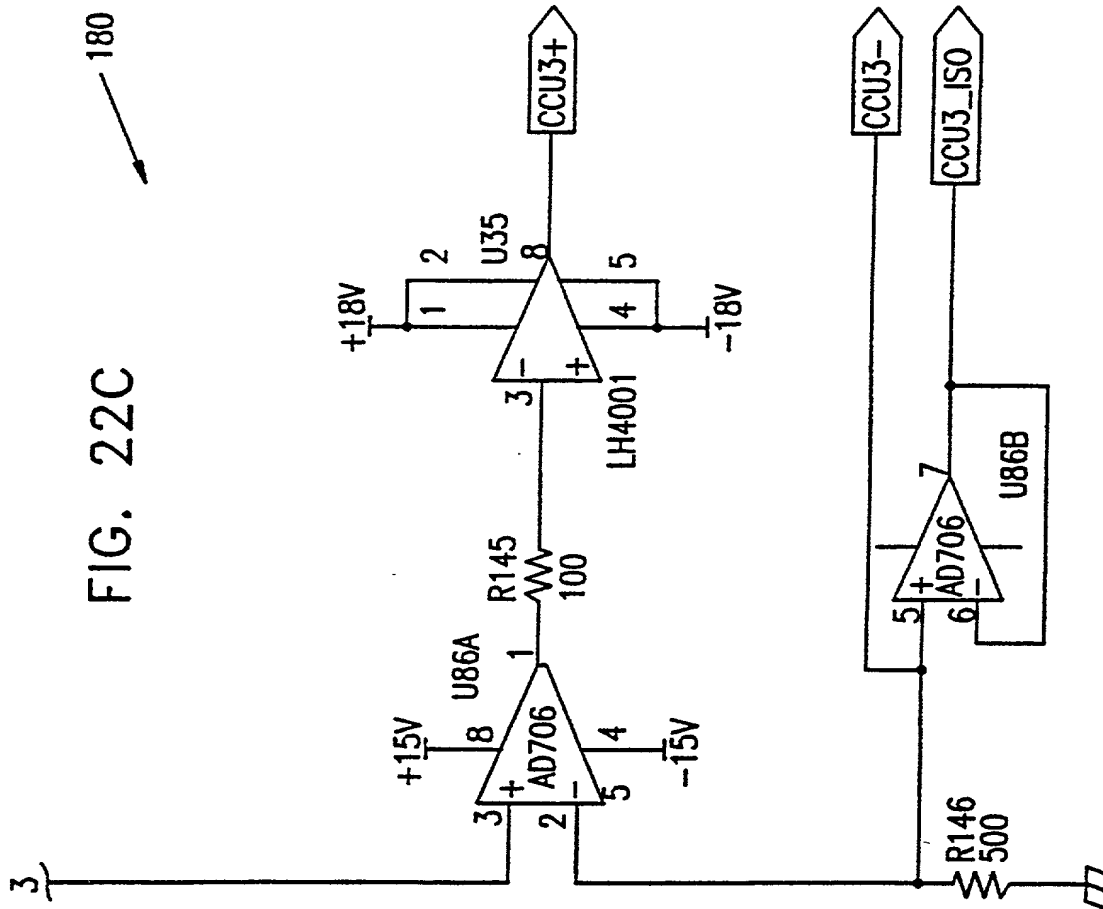 FIG. 22C
180
3
+18V
1
2
U35
3
-
+
8
4
5
-18V
LH4001
CCU3+
R145
100
+15V
8
U86A
3
+
AD706
1
2
-
5
4
-15V
CCU3-
CCU3_ISO
5
+
AD706
7
6
-
U86B
R146
500